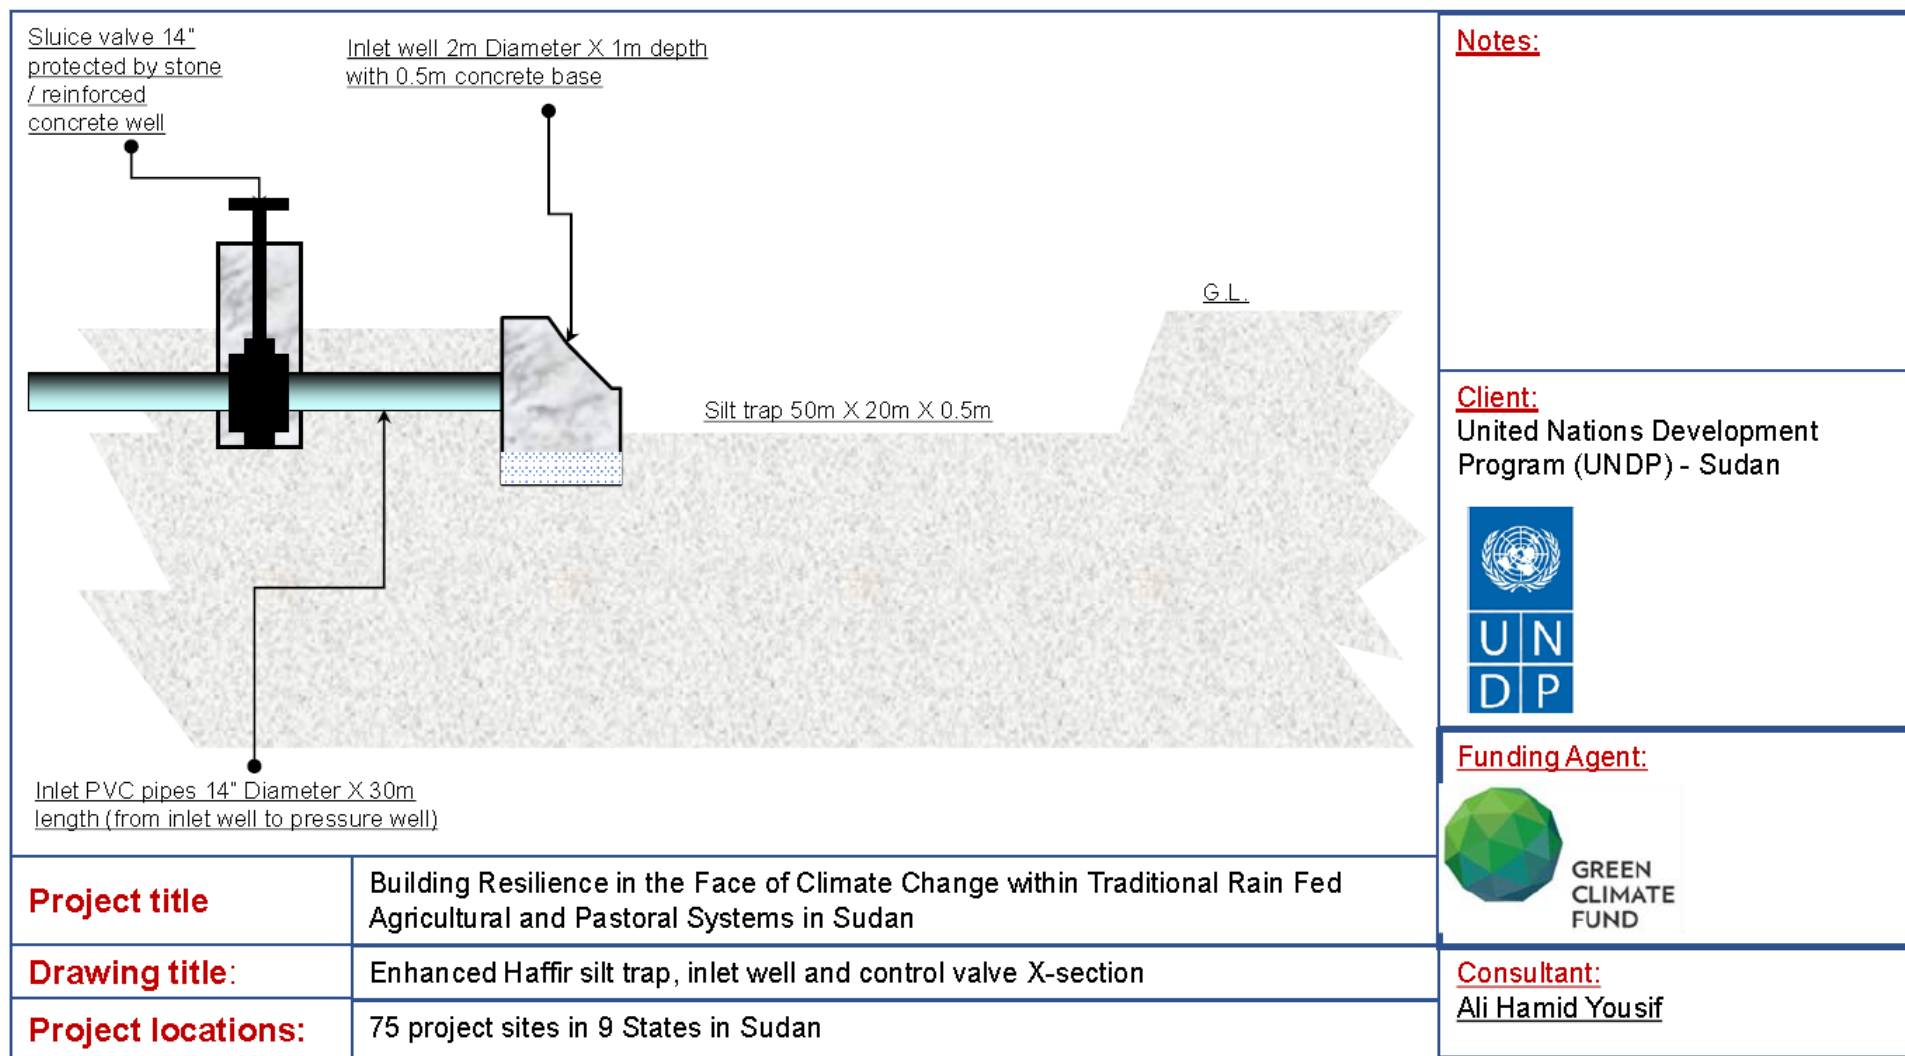 Sluice valve 14"
protected by stone
/ reinforced
concrete well
Inlet well 2m Diameter X 1m depth
with 0.5m concrete base
G.L.
Silt trap 50m X 20m X 0.5m
Inlet PVC pipes 14" Diameter X 30m
length (from inlet well to pressure well)
Notes:
Client:
United Nations Development
Program (UNDP) - Sudan
U N
D P
Funding Agent:
GREEN
CLIMATE
FUND
Consultant:
Ali Hamid Yousif
Project title
Building Resilience in the Face of Climate Change within Traditional Rain Fed
Agricultural and Pastoral Systems in Sudan
Drawing title:
Enhanced Haffir silt trap, inlet well and control valve X-section
Project locations:
75 project sites in 9 States in Sudan